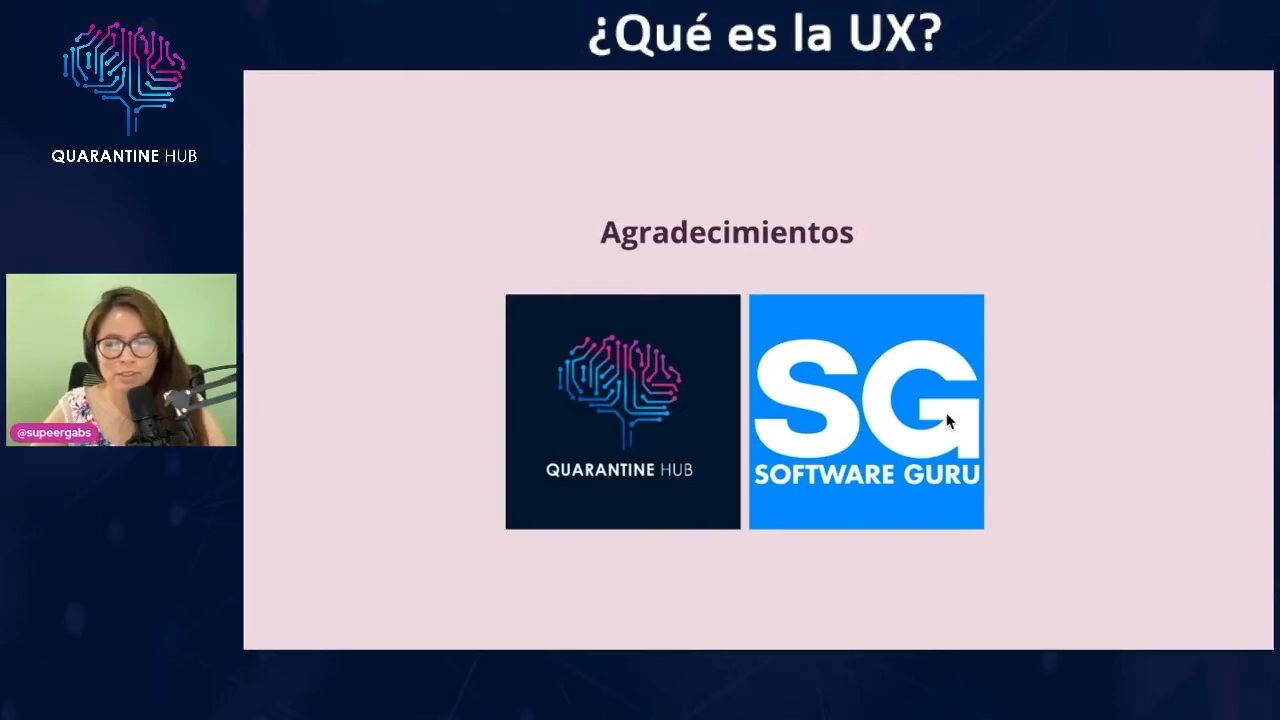 ¿Qué es la UX?
QUARANTINE HUB
Agradecimientos
QUARANTINE HUB
SG
SOFTWARE GURU
@supeergabs